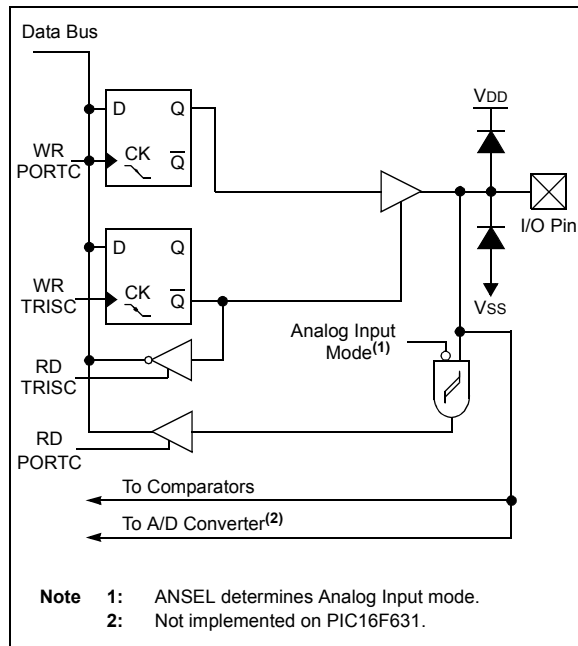 Data Bus
D Q
VDD
WR
PORTC
CK Q
I/O Pin
D Q
WR
TRISC
CK Q
VSS
Analog Input
Mode(1)
RD
TRISC
RD
PORTC
To Comparators
To A/D Converter(2)
Note 1: ANSEL determines Analog Input mode.
2: Not implemented on PIC16F631.